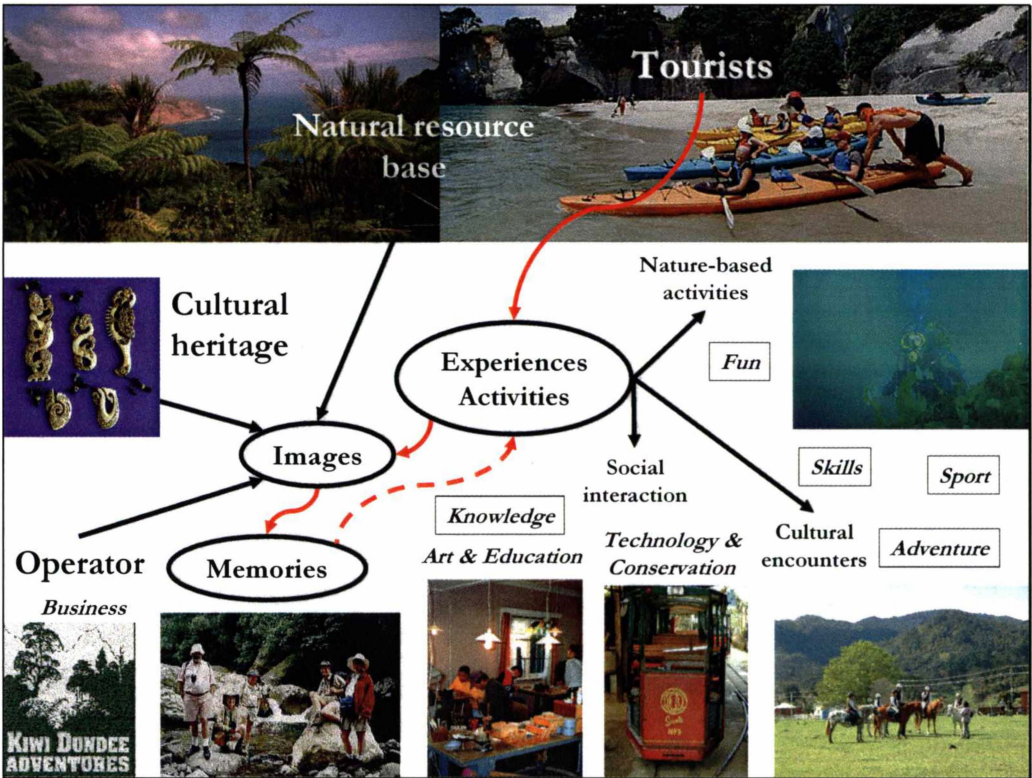 Tourists
Natural resource
base
Cultural
heritage
Nature-based
activities
Fun
Experiences
Activities
Images
Skills
Sport
Social
interaction
Knowledge
Cultural
encounters
Adventure
Operator
Memories
Art & Education
Technology &
Conservation
Business
KIWI DUNDEE
ADVENTURES